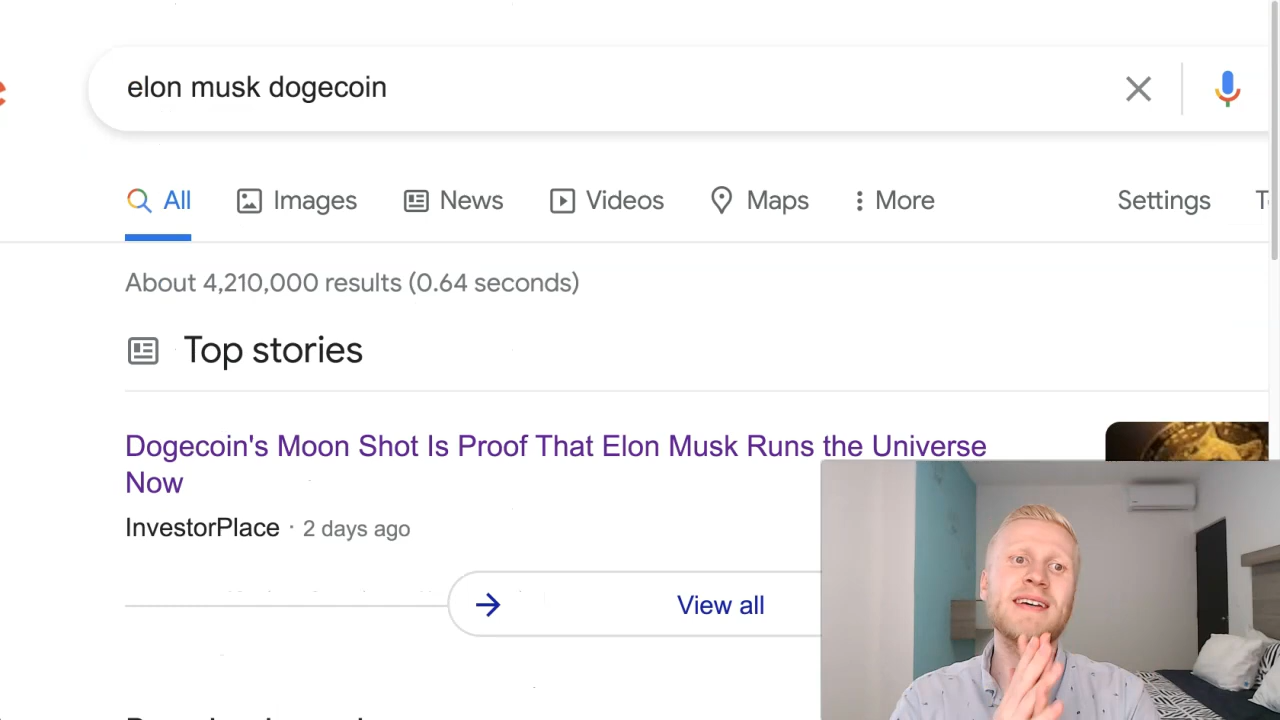 elon musk dogecoin
All Images News Videos Maps More Settings
About 4,210,000 results (0.64 seconds)
Top stories
Dogecoin's Moon Shot Is Proof That Elon Musk Runs the Universe
Now
InvestorPlace · 2 days ago
View all